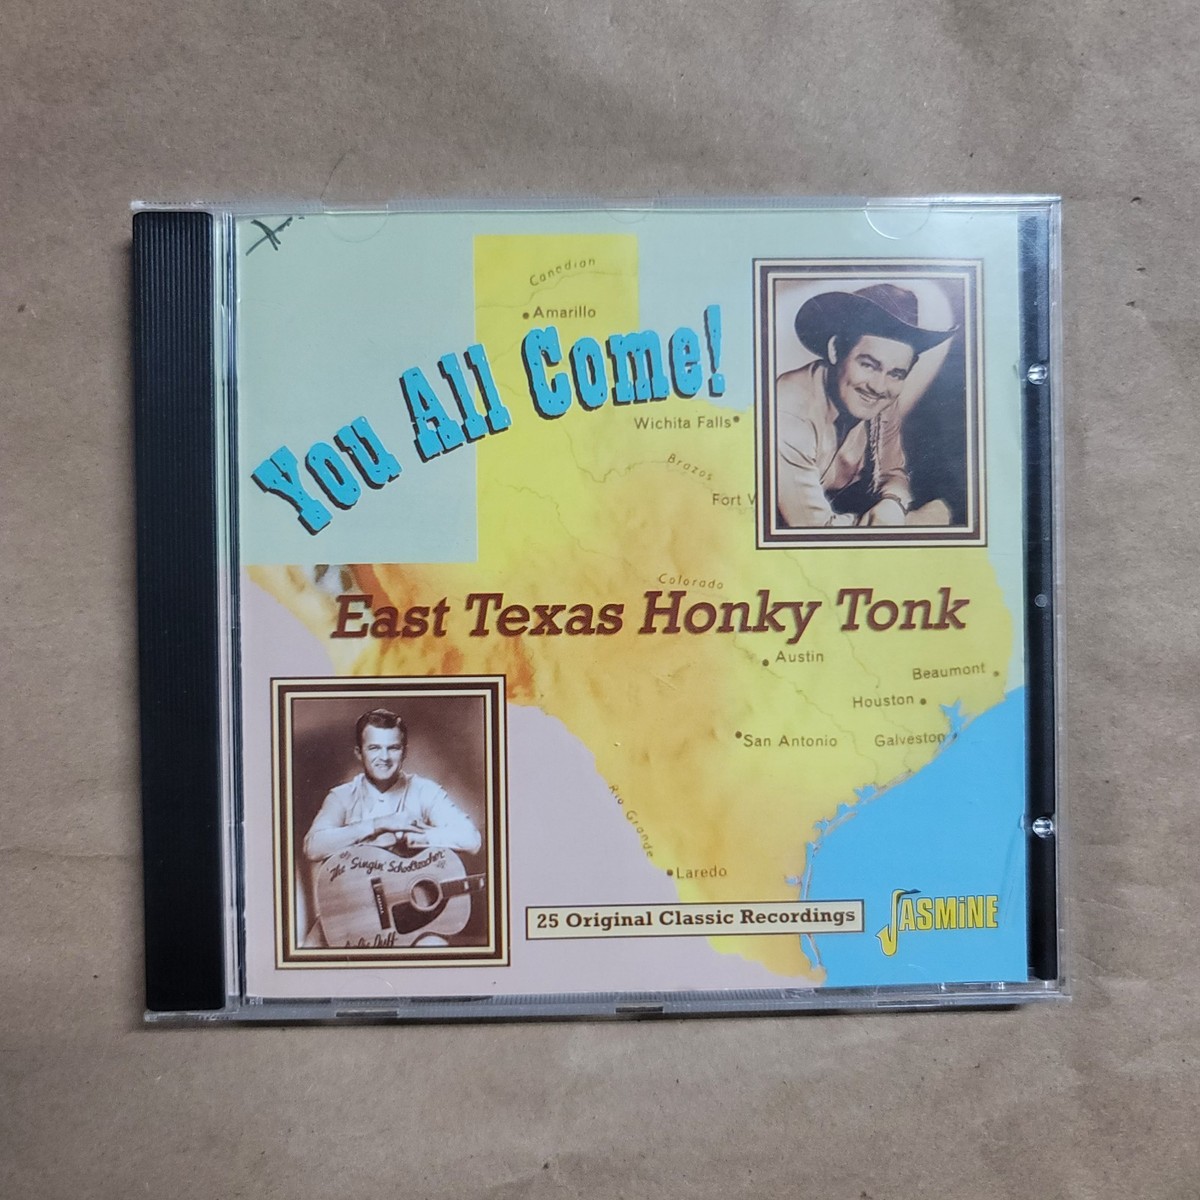 Canadian
Amarillo
You All Come!
Wichita Falls
Brazos
Fort
Colorado
East Texas Honky Tonk
Austin
Beaumont
Houston
San Antonio
Galveston
Rio Grande
"The Singin' Schoolteacher"
Duff
Laredo
25 Original Classic Recordings
JASMiNE